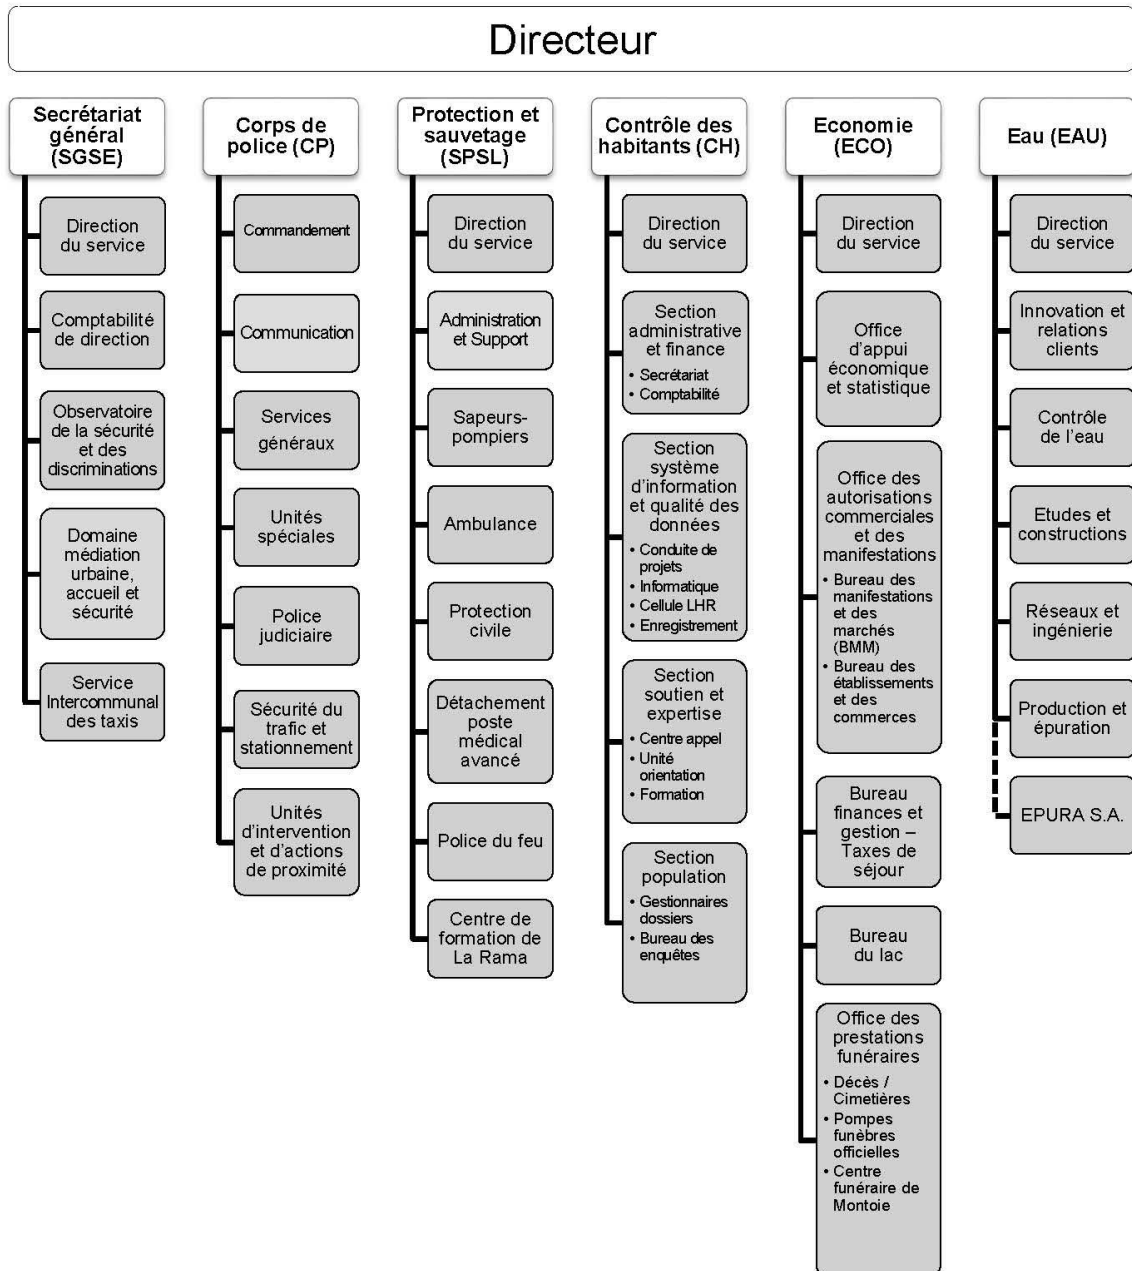 Directeur
Secrétariat
général
(SGSE)
Direction
du service
Comptabilité
de direction
Observatoire
de la sécurité
et des
discriminations
Domaine
médiation
urbaine,
accueil et
sécurité
Service
Intercommunal
des taxis
Corps de
police (CP)
Commandement
Communication
Services
généraux
Unités
spéciales
Police
judiciaire
Sécurité du
trafic et
stationnement
Unités
d'intervention
et d'actions
de proximité
Protection et
sauvetage
(SPSL)
Direction
du service
Administration
et Support
Sapeurs-
pompiers
Ambulance
Protection
civile
Détachement
poste
médical
avancé
Police du feu
Centre de
formation de
La Rama
Contrôle des
habitants (CH)
Direction
du service
Section
administrative
et finance
• Secrétariat
• Comptabilité
Section
système
d'information
et qualité des
données
• Conduite de
projets
• Informatique
• Cellule LHR
• Enregistrement
Section
soutien et
expertise
• Centre appel
• Unité
orientation
• Formation
Section
population
• Gestionnaires
dossiers
• Bureau des
enquêtes
Economie
(ECO)
Direction
du service
Office
d'appui
économique
et statistique
Office des
autorisations
commerciales
et des
manifestations
• Bureau des
manifestations
et des
marchés
(BMM)
• Bureau des
établissements
et des
commerces
Bureau
finances et
gestion –
Taxes de
séjour
Bureau
du lac
Office des
prestations
funéraires
• Décès /
Cimetières
• Pompes
funèbres
officielles
• Centre
funéraire de
Montoie
Eau (EAU)
Direction
du service
Innovation et
relations
clients
Contrôle
de l'eau
Etudes et
constructions
Réseaux et
ingénierie
Production et
épuration
EPURA S.A.